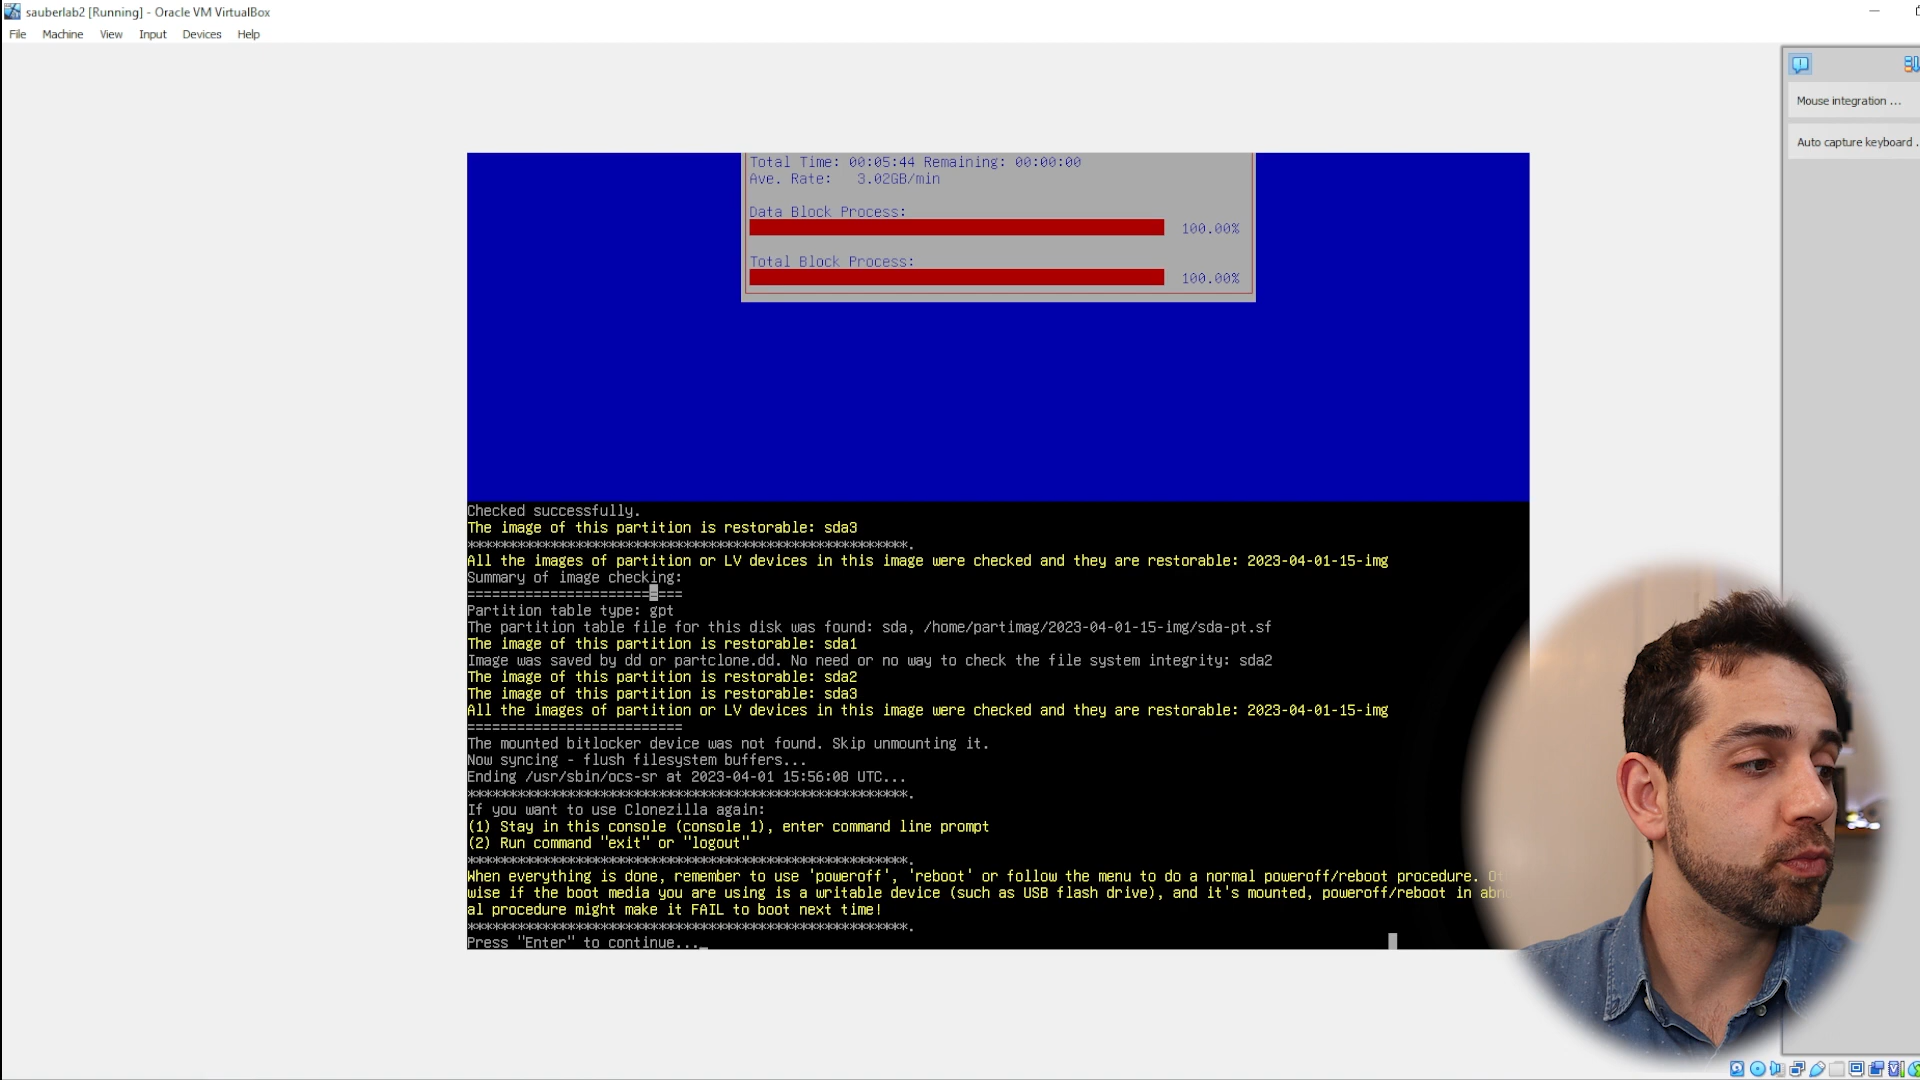 sauberlab2 [Running] - Oracle VM VirtualBox
File Machine View Input Devices Help
Mouse integration ...
Auto capture keyboard .
Total Time: 00:05:44 Remaining: 00:00:00
Ave. Rate: 3.02GB/min
Data Block Process:
100.00%
Total Block Process:
100.00%
Checked successfully.
The image of this partition is restorable: sda3
*****************************************************.
All the images of partition or LV devices in this image were checked and they are restorable: 2023-04-01-15-img
Summary of image checking:
==========================
Partition table type: gpt
The partition table file for this disk was found: sda, /home/partimag/2023-04-01-15-img/sda-pt.sf
The image of this partition is restorable: sda1
Image was saved by dd or partclone.dd. No need or no way to check the file system integrity: sda2
The image of this partition is restorable: sda2
The image of this partition is restorable: sda3
All the images of partition or LV devices in this image were checked and they are restorable: 2023-04-01-15-img
==========================
The mounted bitlocker device was not found. Skip unmounting it.
Now syncing - flush filesystem buffers...
Ending /usr/sbin/ocs-sr at 2023-04-01 15:56:08 UTC...
*****************************************************.
If you want to use Clonezilla again:
(1) Stay in this console (console 1), enter command line prompt
(2) Run command "exit" or "logout"
*****************************************************.
When everything is done, remember to use 'poweroff', 'reboot' or follow the menu to do a normal poweroff/reboot procedure.
wise if the boot media you are using is a writable device (such as USB flash drive), and it's mounted, poweroff/reboot in
al procedure might make it FAIL to boot next time!
*****************************************************.
Press "Enter" to continue..._